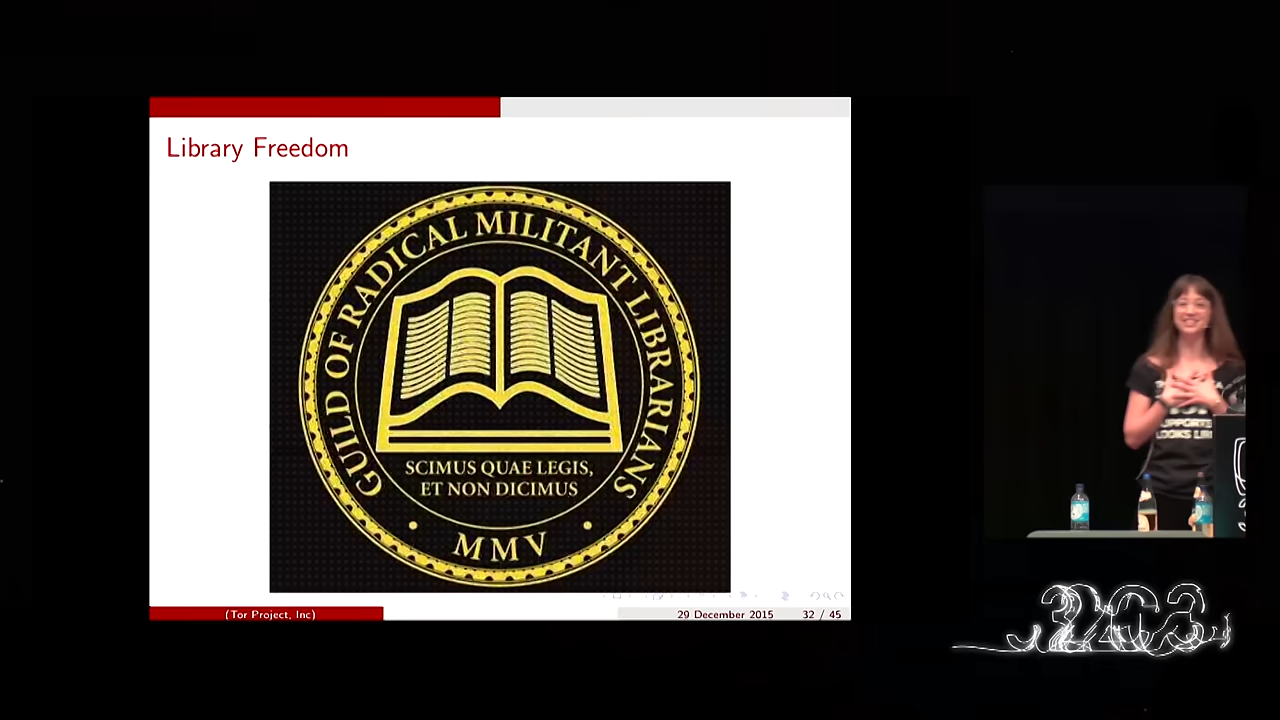 Library Freedom
GUILD OF RADICAL MILITANT LIBRARIANS
SCIMUS QUAE LEGIS,
ET NON DICIMUS
MMV
(Tor Project, Inc)
29 December 2015 32 / 45
LOOKS
32C3